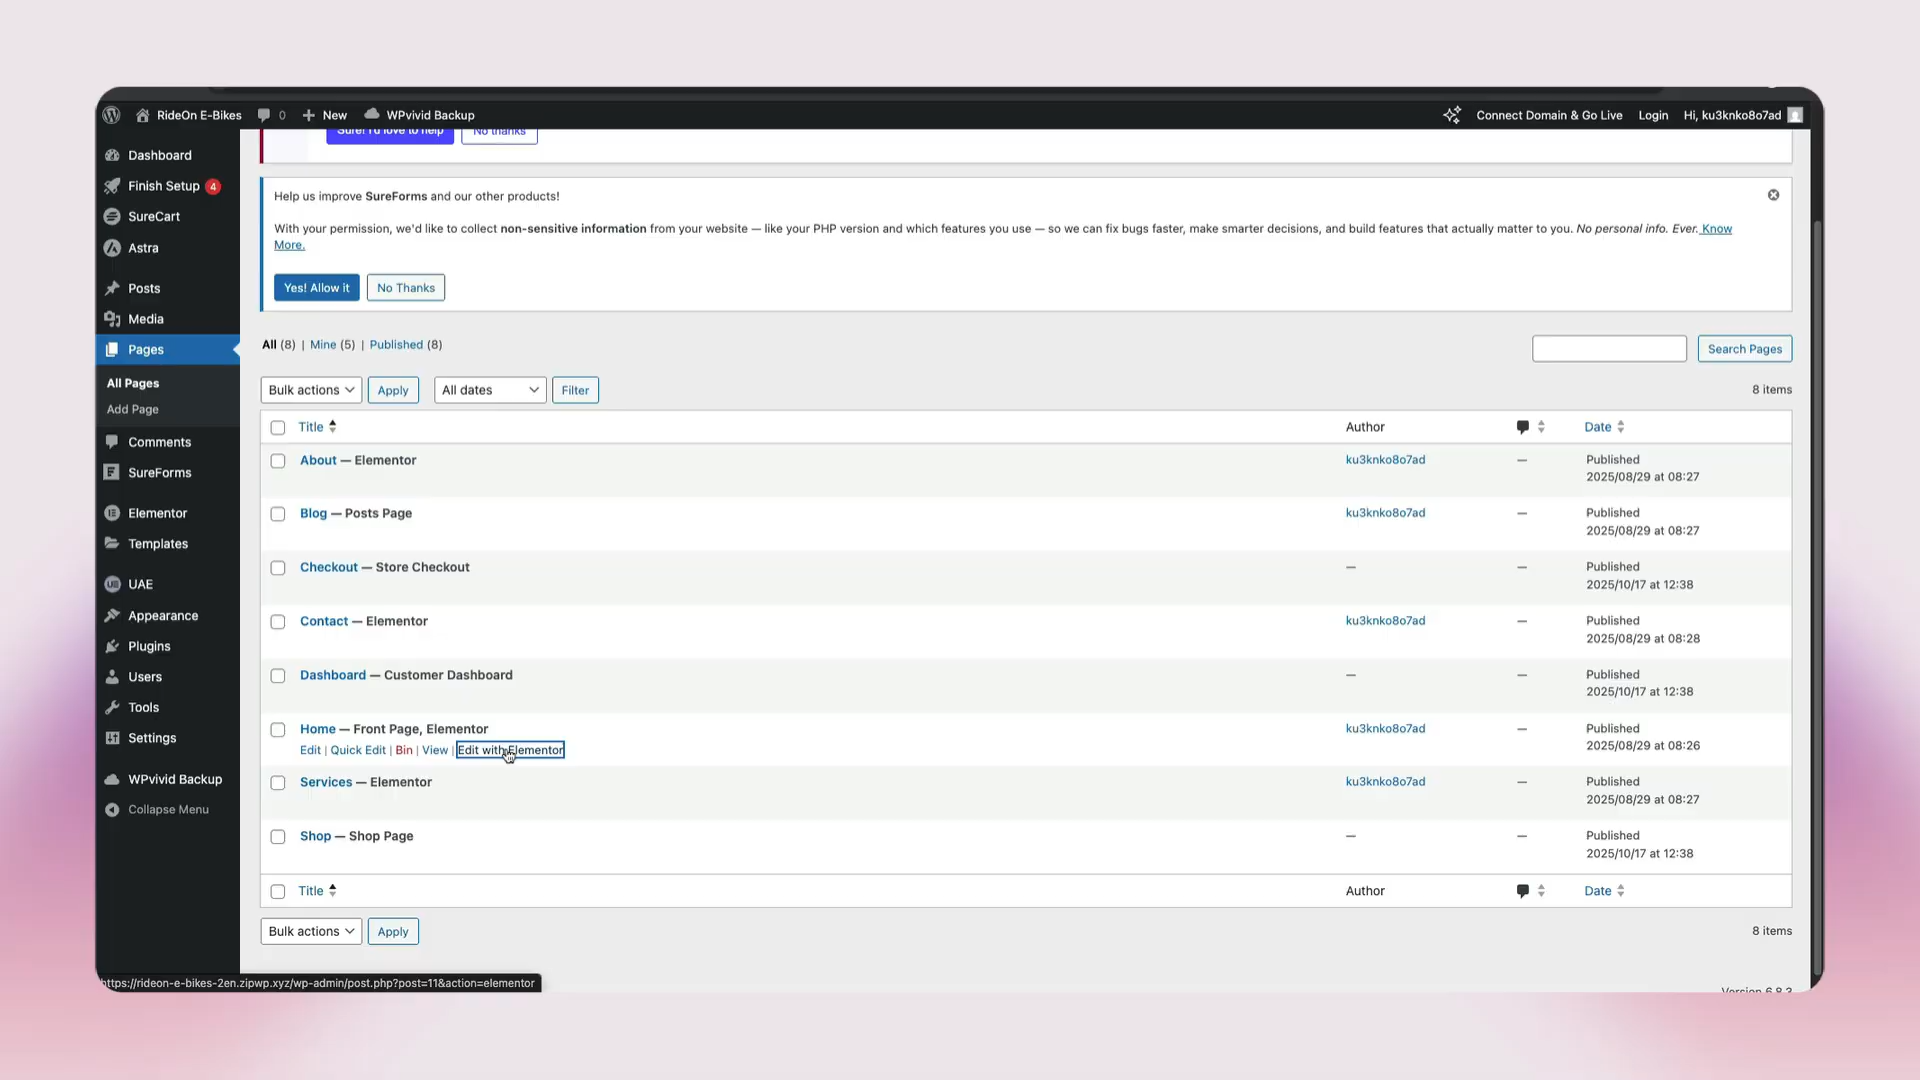 RideOn E-Bikes 0 New WPvivid Backup Connect Domain & Go Live Login Hi, ku3knko8o7ad
Dashboard
Finish Setup 4
SureCart
Astra
Posts
Media
Pages
All Pages
Add Page
Comments
SureForms
Elementor
Templates
UAE
Appearance
Plugins
Users
Tools
Settings
WPvivid Backup
Collapse Menu
Sure! I'd love to help No thanks
Help us improve SureForms and our other products!
With your permission, we'd like to collect non-sensitive information from your website — like your PHP version and which features you use — so we can fix bugs faster, make smarter decisions, and build features that actually matter to you. No personal info. Ever. Know
More.
Yes! Allow it No Thanks
All (8) | Mine (5) | Published (8)
Search Pages
Bulk actions Apply All dates Filter 8 items
Title Author Date
About — Elementor ku3knko8o7ad — Published
2025/08/29 at 08:27
Blog — Posts Page ku3knko8o7ad — Published
2025/08/29 at 08:27
Checkout — Store Checkout — — Published
2025/10/17 at 12:38
Contact — Elementor ku3knko8o7ad — Published
2025/08/29 at 08:28
Dashboard — Customer Dashboard — — Published
2025/10/17 at 12:38
Home — Front Page, Elementor ku3knko8o7ad — Published
Edit | Quick Edit | Bin | View | Edit with Elementor 2025/08/29 at 08:26
Services — Elementor ku3knko8o7ad — Published
2025/08/29 at 08:27
Shop — Shop Page — — Published
2025/10/17 at 12:38
Title Author Date
Bulk actions Apply 8 items
https://rideon-e-bikes-2en.zipwp.xyz/wp-admin/post.php?post=11&action=elementor
Version 6.8.3